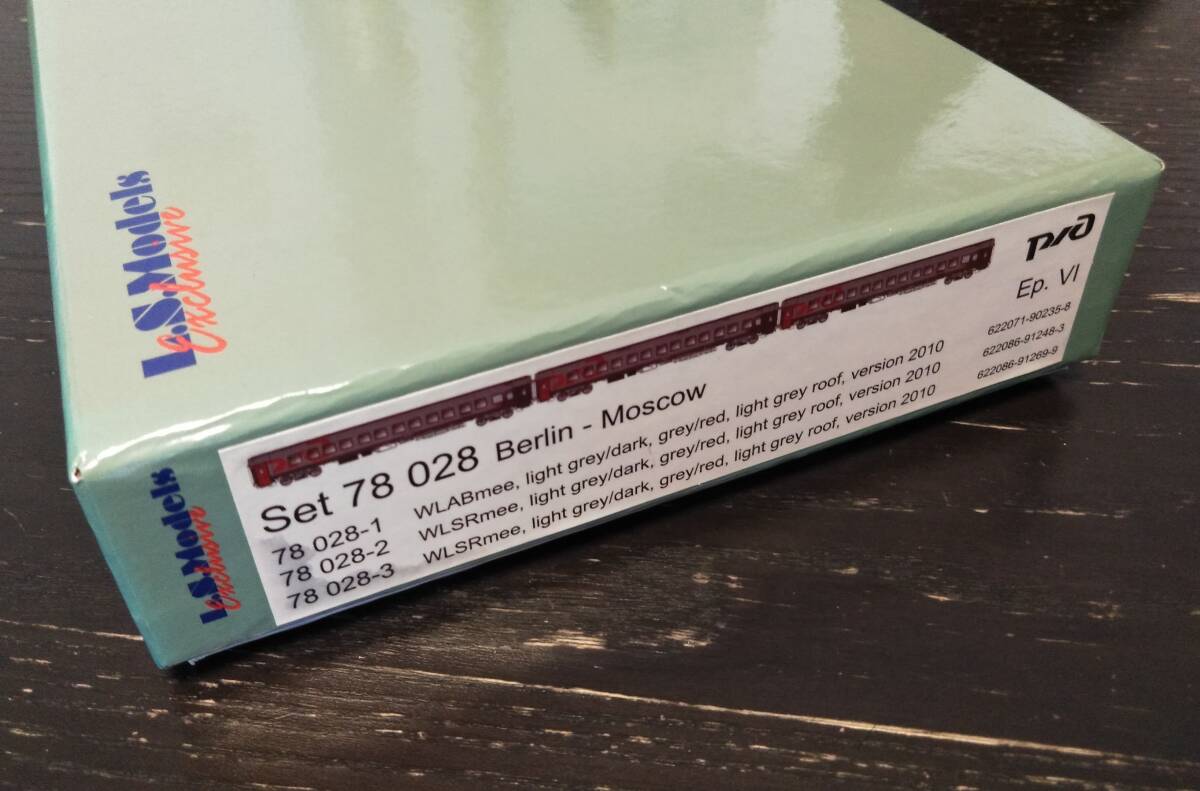 L.S.Models
exclusive
L.S.Models
exclusive
ржд
Ep. VI
Set 78 028 Berlin - Moscow
78 028-1 WLABmee, light grey/dark, grey/red, light grey roof, version 2010 622071-90235-8
78 028-2 WLSRmee, light grey/dark, grey/red, light grey roof, version 2010 622086-91248-3
78 028-3 WLSRmee, light grey/dark, grey/red, light grey roof, version 2010 622086-91269-9